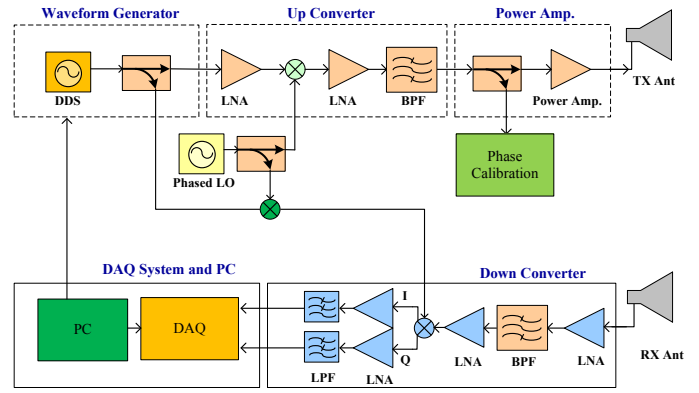 Waveform Generator
Up Converter
Power Amp.
DDS
LNA
LNA
BPF
Power Amp.
TX Ant
Phased LO
Phase
Calibration
DAQ System and PC
Down Converter
PC
DAQ
I
Q
LPF
LNA
LNA
BPF
LNA
RX Ant